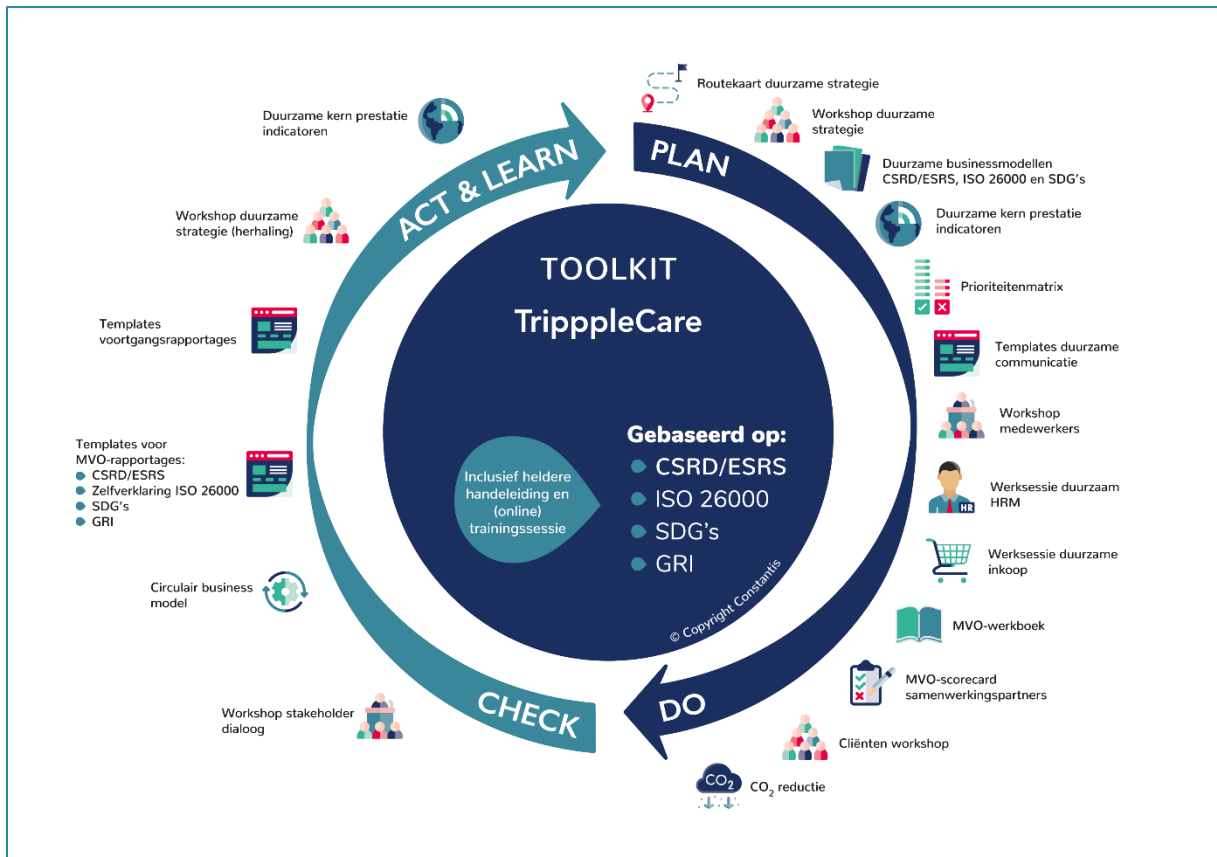 Routekaart duurzame strategie
Workshop duurzame
strategie
Duurzame businessmodellen
CSRD/ESRS, ISO 26000 en SDG's
Duurzame kern prestatie
indicatoren
Prioriteitenmatrix
Templates duurzame
communicatie
Workshop
medewerkers
Werksessie duurzaam
HRM
HR
Werksessie duurzame
inkoop
MVO-werkboek
MVO-scorecard
samenwerkingspartners
Cliënten workshop
CO₂
CO₂ reductie
Workshop stakeholder
dialoog
Circulair business
model
Templates voor
MVO-rapportages:
CSRD/ESRS
Zelfverklaring ISO 26000
SDG's
GRI
Templates
voortgangsrapportages
Workshop duurzame
strategie (herhaling)
Duurzame kern prestatie
indicatoren
PLAN
DO
CHECK
ACT & LEARN
TOOLKIT
TripppleCare
Inclusief heldere
handeleiding en
(online)
trainingssessie
Gebaseerd op:
CSRD/ESRS
ISO 26000
SDG's
GRI
© Copyright Constantis